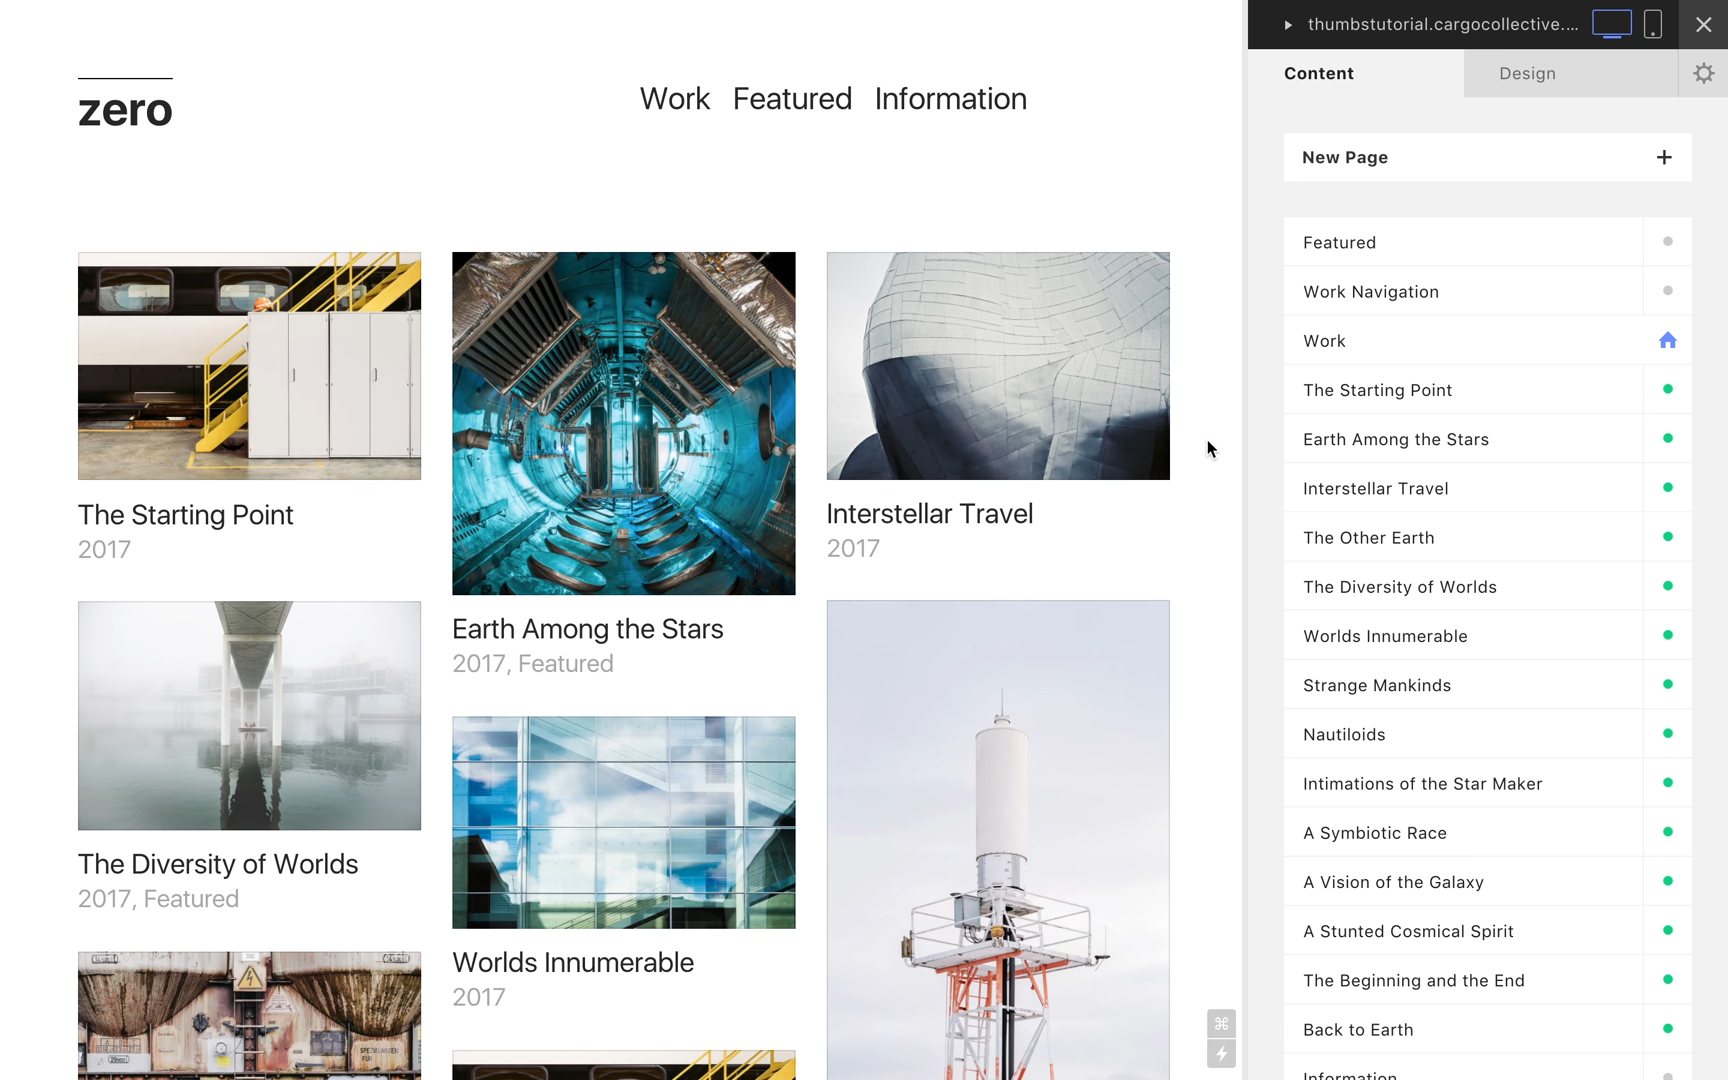 zero
Work Featured Information
The Starting Point
2017
Earth Among the Stars
2017, Featured
Interstellar Travel
2017
The Diversity of Worlds
2017, Featured
Worlds Innumerable
2017
thumbstutorial.cargocollective....
Content
Design
New Page
Featured
Work Navigation
Work
The Starting Point
Earth Among the Stars
Interstellar Travel
The Other Earth
The Diversity of Worlds
Worlds Innumerable
Strange Mankinds
Nautiloids
Intimations of the Star Maker
A Symbiotic Race
A Vision of the Galaxy
A Stunted Cosmical Spirit
The Beginning and the End
Back to Earth
Information